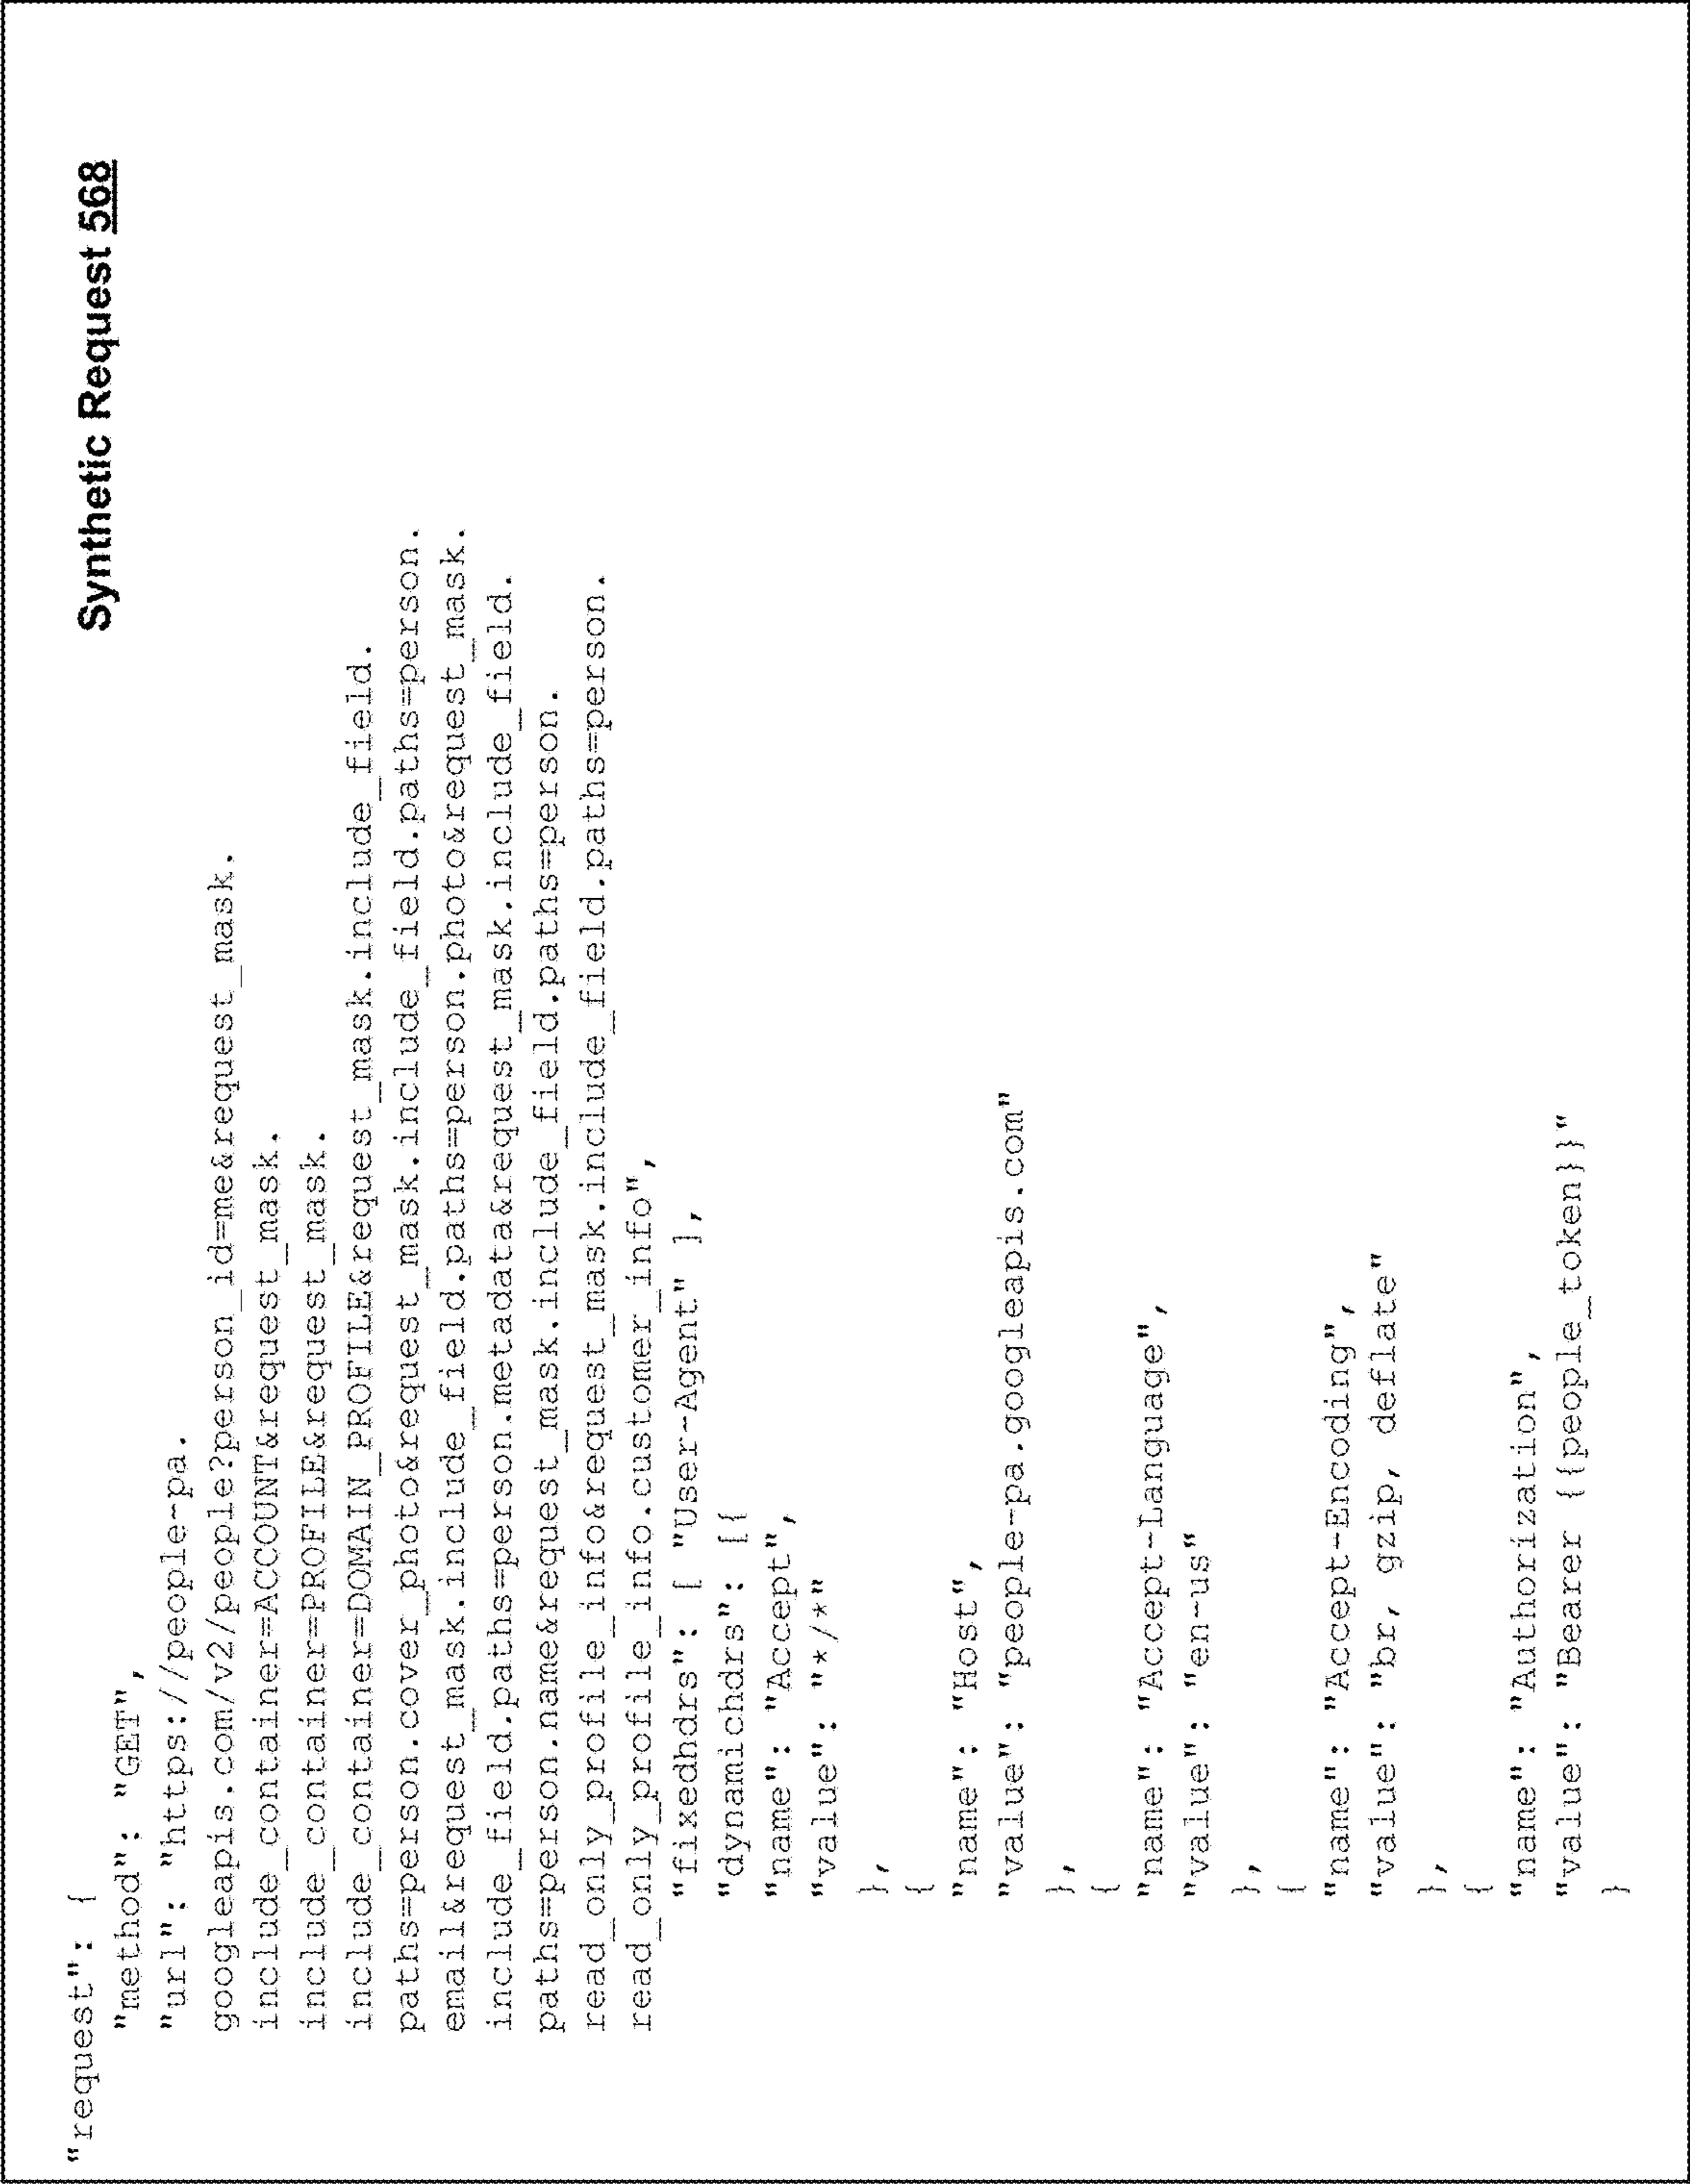 Synthetic Request 568
"request": {
"method": "GET",
"url": "https://people-pa.
googleapis.com/v2/people?person_id=me&request_mask.
include_container=ACCOUNT&request_mask.
include_container=PROFILE&request_mask.
include_container=DOMAIN_PROFILE&request_mask.include_field.
paths=person.cover_photo&request_mask.include_field.paths=person.
email&request_mask.include_field.paths=person.photo&request_mask.
include_field.paths=person.metadata&request_mask.include_field.
paths=person.name&request_mask.include_field.paths=person.
read_only_profile_info&request_mask.include_field.paths=person.
read_only_profile_info.customer_info",
"fixedhdrs": [ "User-Agent" ],
"dynamichdrs": [{
"name": "Accept",
"value": "*/*"
},
{
"name": "Host",
"value": "people-pa.googleapis.com"
},
{
"name": "Accept-Language",
"value": "en-us"
},
{
"name": "Accept-Encoding",
"value": "br, gzip, deflate"
},
{
"name": "Authorization",
"value": "Bearer {{people_token}}"
}